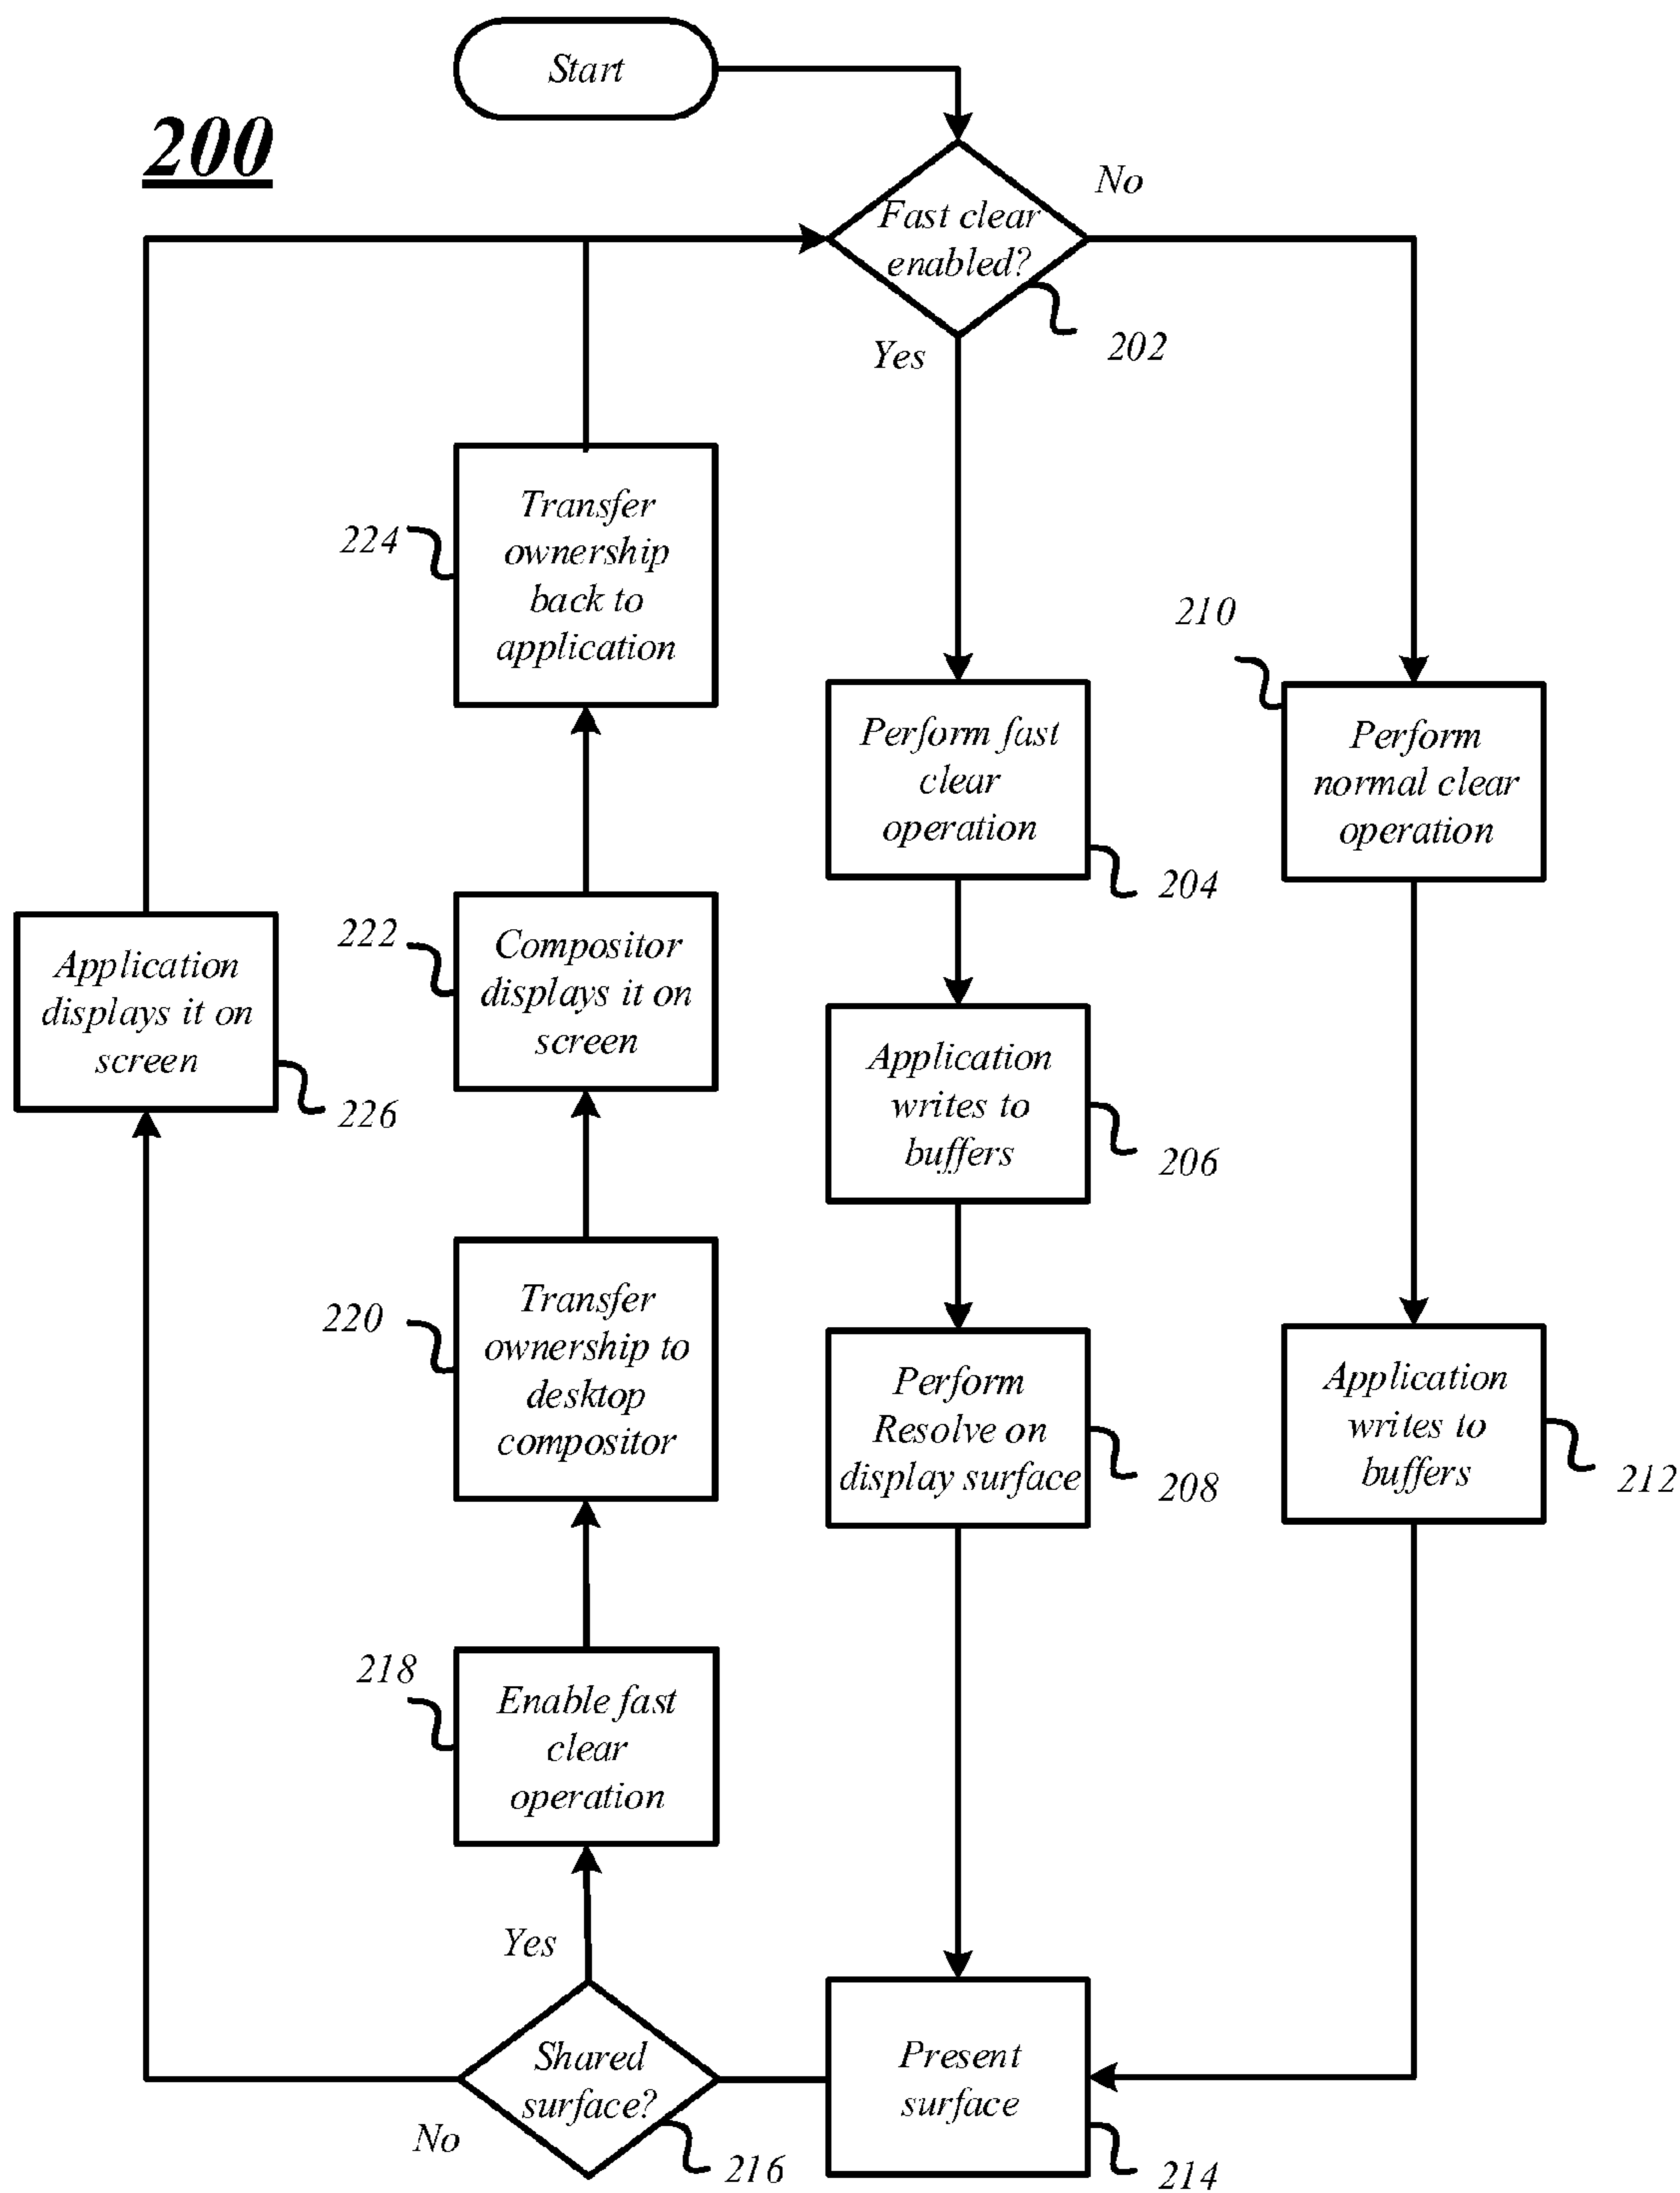 Start
200
No
Fast clear
enabled?
202
Yes
Transfer
ownership
back to
application
224
210
Perform fast
clear
operation
204
Perform
normal clear
operation
Application
displays it on
screen
226
222
Compositor
displays it on
screen
Application
writes to
buffers
206
220
Transfer
ownership to
desktop
compositor
Perform
Resolve on
display surface
208
Application
writes to
buffers
212
218
Enable fast
clear
operation
Yes
Shared
surface?
No
216
Present
surface
214